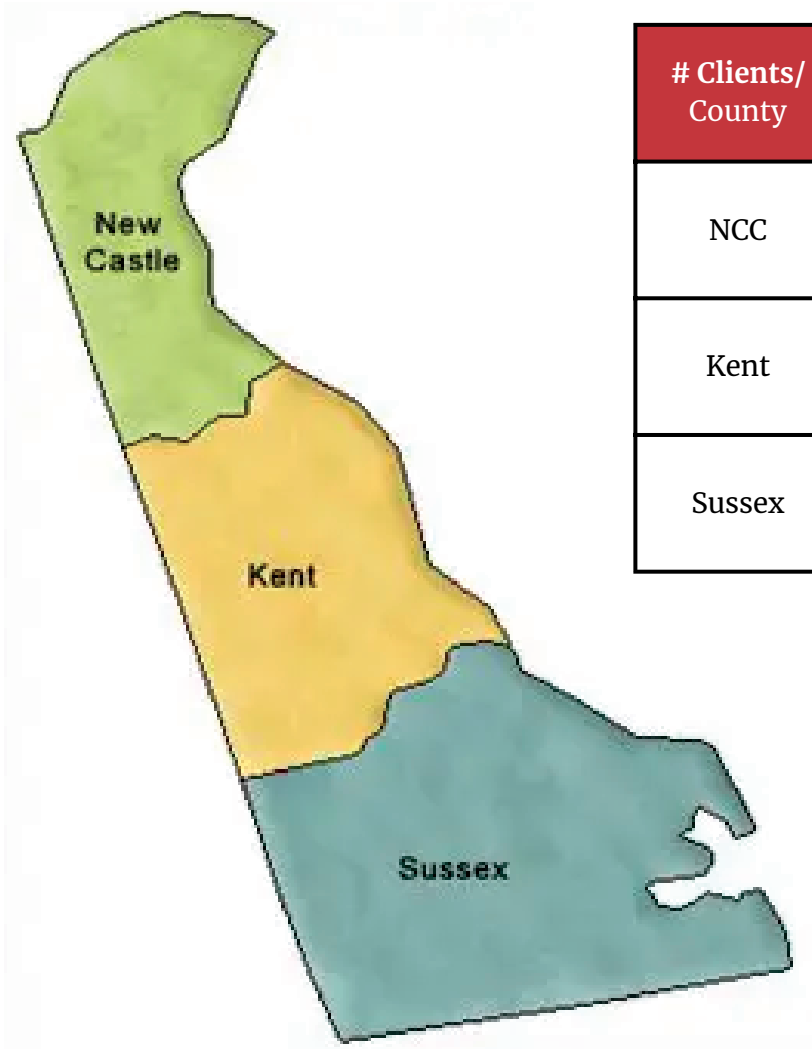 New
Castle
Kent
Sussex
# Clients/
County
NCC
Kent
Sussex